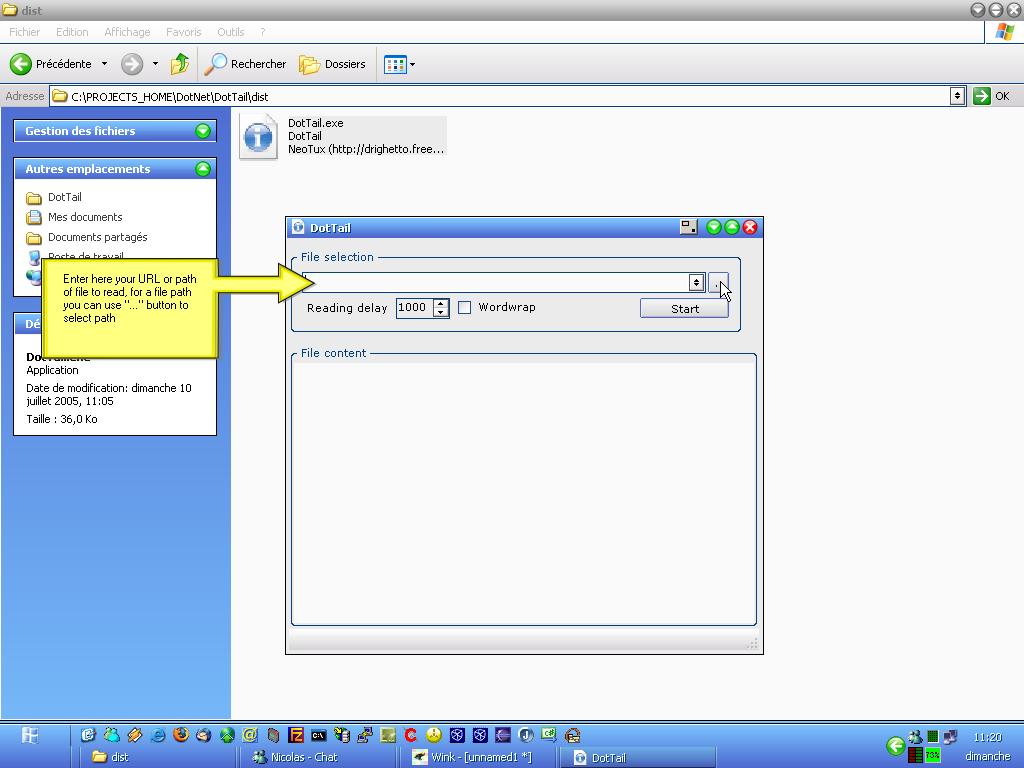 dist
Fichier Edition Affichage Favoris Outils ?
Précédente Rechercher Dossiers
Adresse C:\PROJECTS_HOME\DotNet\DotTail\dist OK
Gestion des fichiers
Autres emplacements
DotTail
Mes documents
Documents partagés
Poste de travail
Enter here your URL or path
of file to read, for a file path
you can use "..." button to
select path
Dé
Application
Date de modification: dimanche 10
juillet 2005, 11:05
Taille : 36,0 Ko
DotTail.exe
DotTail
NeoTux (http://drighetto.free...
DotTail
File selection
Reading delay 1000 Wordwrap Start
File content
dist
Nicolas - Chat
Wink - [unnamed1 *]
DotTail
73%
11:20
dimanche